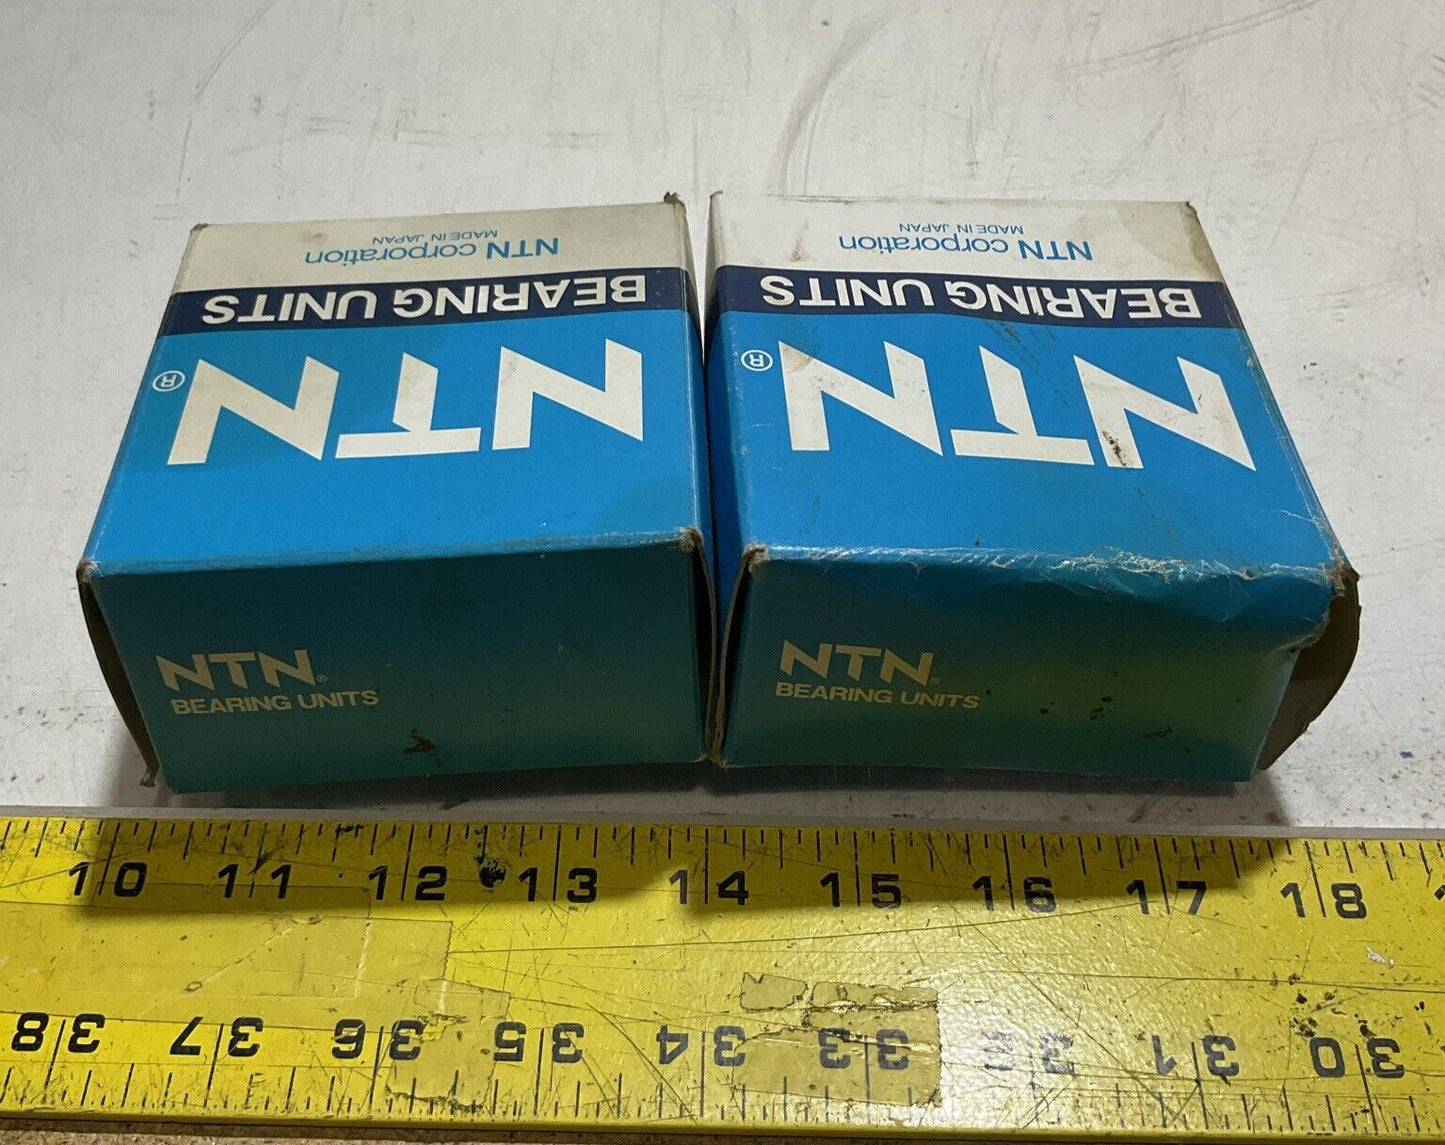 NTN corporation
MADE IN JAPAN
BEARING UNITS
NTN®
NTN®
BEARING UNITS
NTN corporation
MADE IN JAPAN
BEARING UNITS
NTN®
NTN®
BEARING UNITS
10 11 12 13 14 15 16 17 18
38 37 36 35 34 33 32 31 30